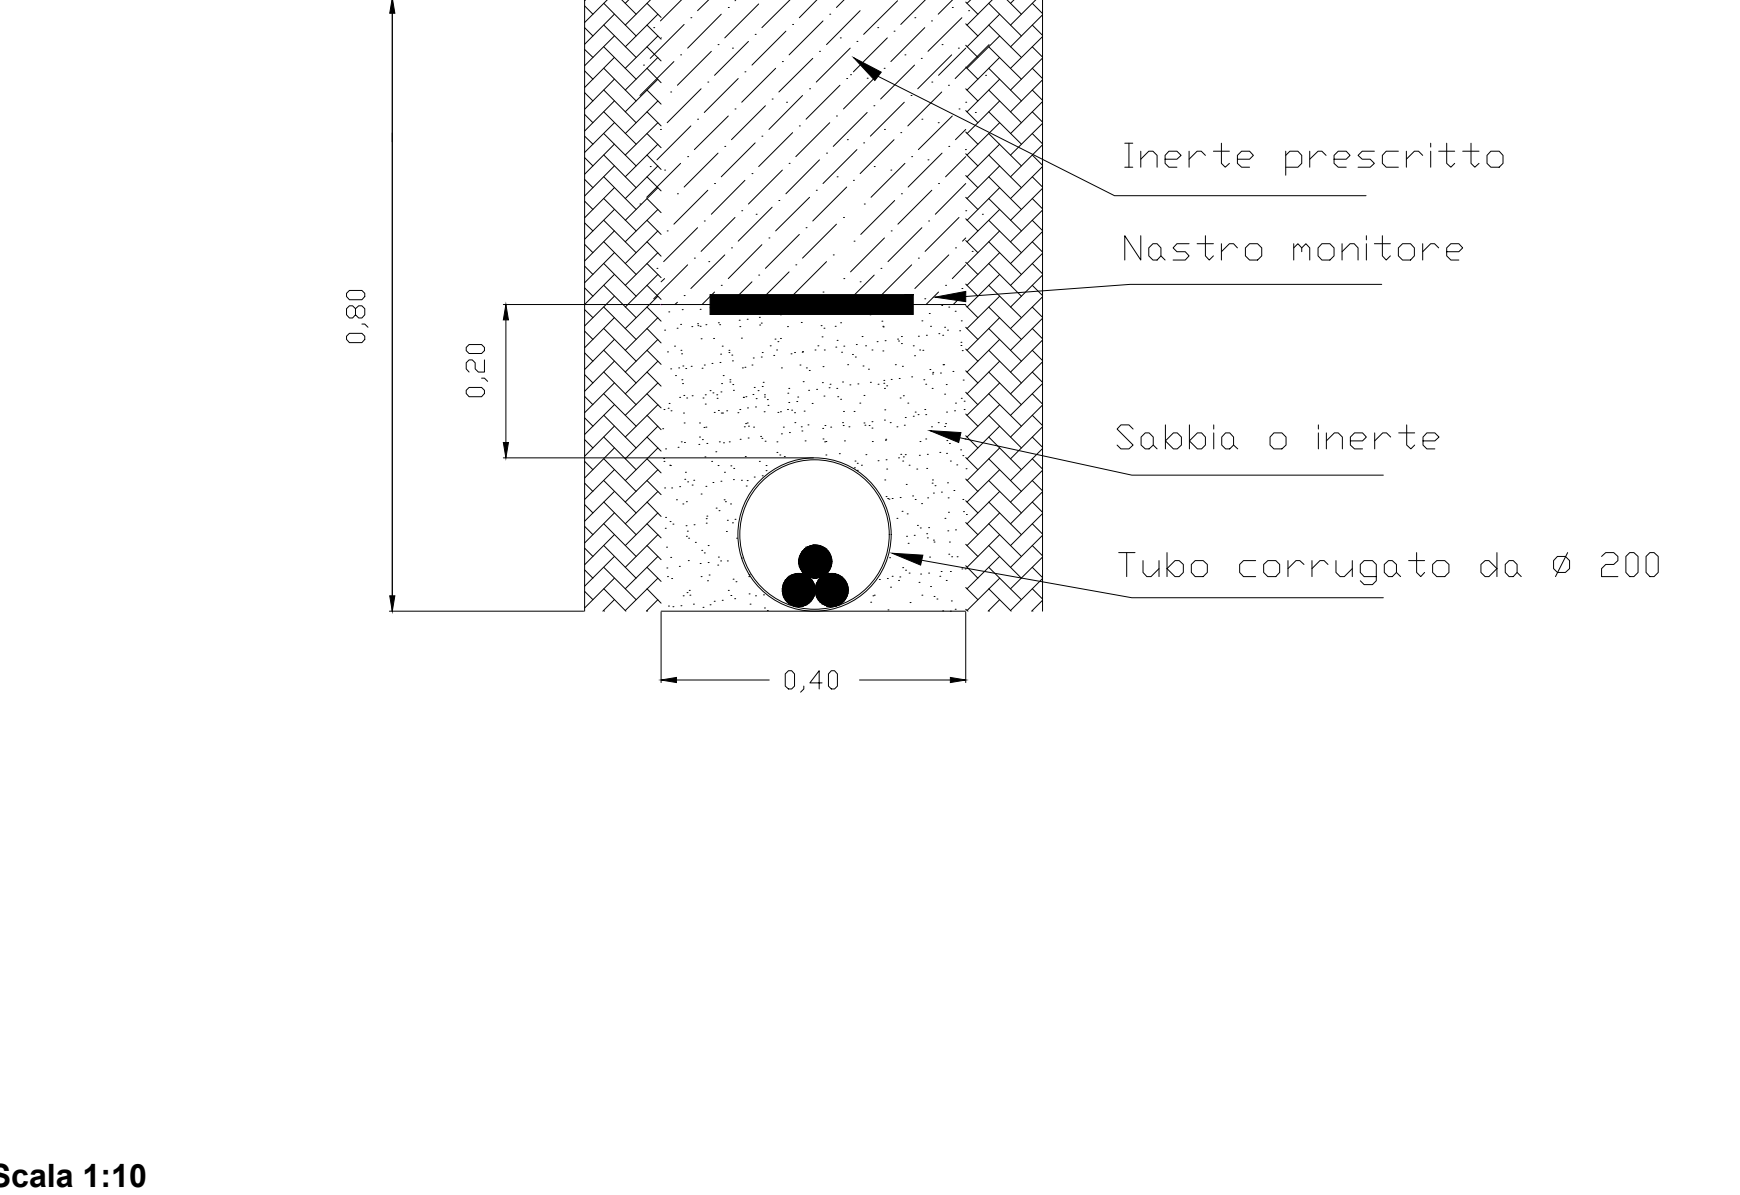 Inerte prescritto
Nastro monitore
0,80
0,20
Sabbia o inerte
Tubo corrugato da Ø 200
0,40
Scala 1:10